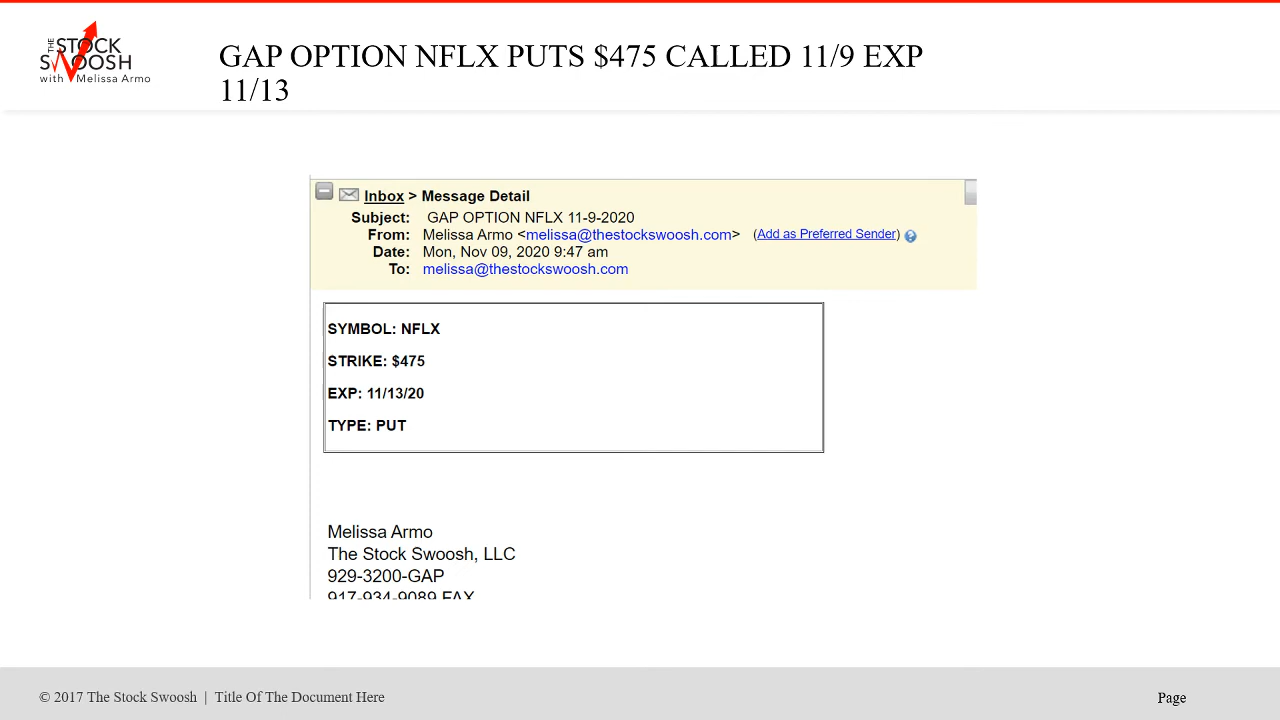 THE
STOCK
SWOOSH
with Melissa Armo
GAP OPTION NFLX PUTS $475 CALLED 11/9 EXP
11/13
Inbox > Message Detail
Subject: GAP OPTION NFLX 11-9-2020
From: Melissa Armo <melissa@thestockswoosh.com> (Add as Preferred Sender) ?
Date: Mon, Nov 09, 2020 9:47 am
To: melissa@thestockswoosh.com
SYMBOL: NFLX
STRIKE: $475
EXP: 11/13/20
TYPE: PUT
Melissa Armo
The Stock Swoosh, LLC
929-3200-GAP
917-934-9089 FAX
© 2017 The Stock Swoosh | Title Of The Document Here
Page